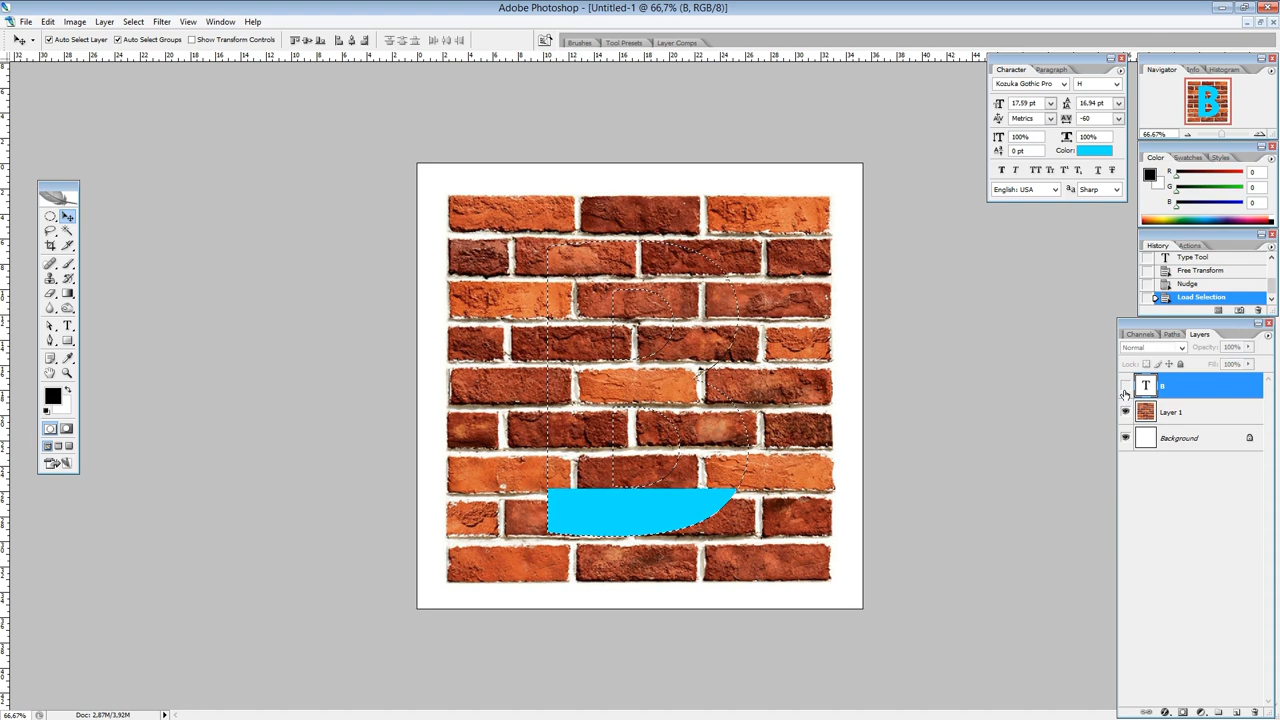 Adobe Photoshop - [Untitled-1 @ 66,7% (B, RGB/8)]
File Edit Image Layer Select Filter View Window Help
Auto Select Layer Auto Select Groups Show Transform Controls
Brushes Tool Presets Layer Comps
Character Paragraph
Kozuka Gothic Pro H
17,59 pt 16,94 pt
Metrics -60
100% 100%
0 pt Color:
English: USA Sharp
Navigator Info Histogram
B
66.67%
Color Swatches Styles
R 0
G 0
B 0
History Actions
Type Tool
Free Transform
Nudge
Load Selection
Channels Paths Layers
Normal Opacity: 100%
Lock: Fill: 100%
T B
Layer 1
Background
66,67% Doc: 2,87M/3,92M